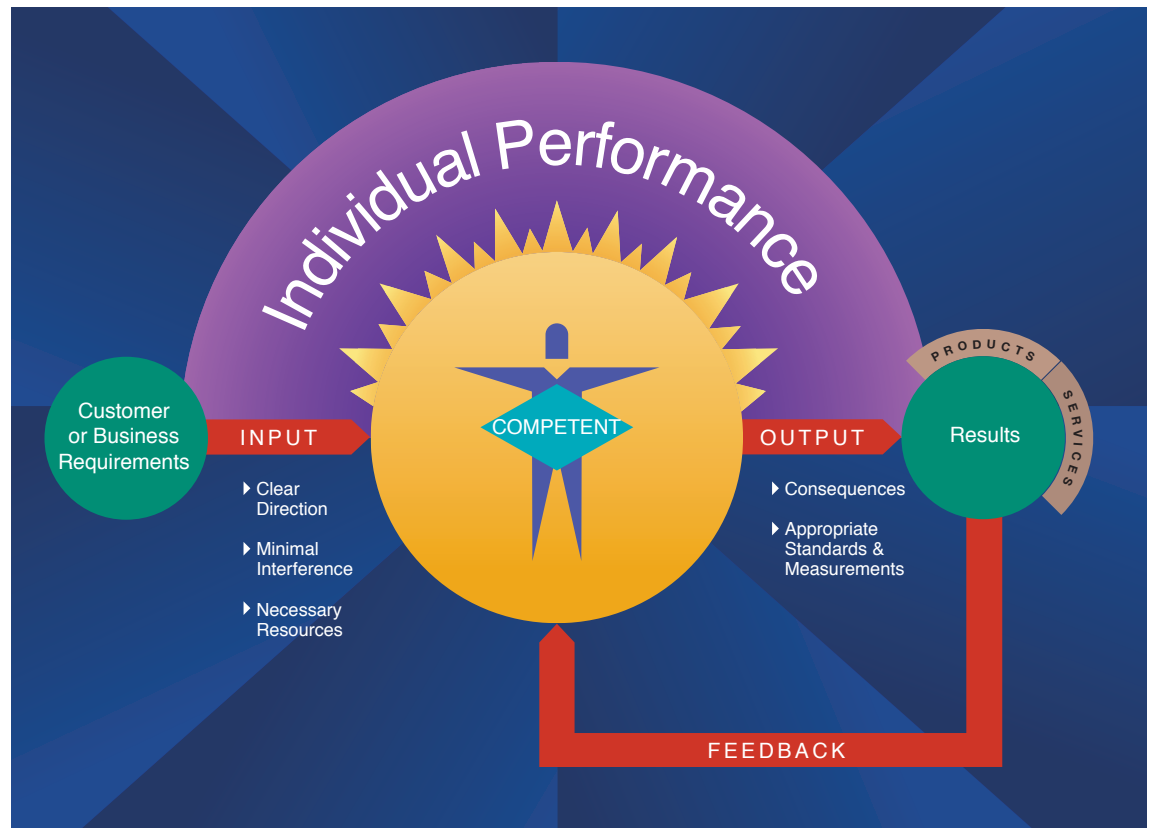 Individual Performance
PRODUCTS
SERVICES
Customer
or Business
Requirements
INPUT
COMPETENT
OUTPUT
Results
Clear
Direction
Minimal
Interference
Necessary
Resources
Consequences
Appropriate
Standards &
Measurements
FEEDBACK